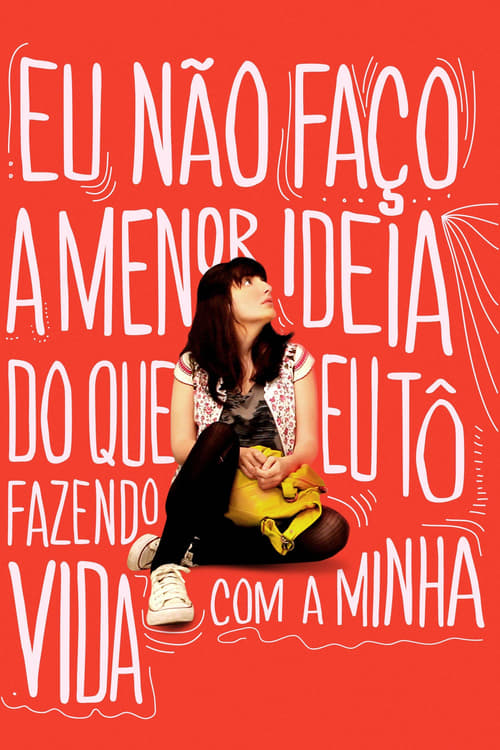 EU NÃO FAÇO
A MENOR IDEIA
DO QUE EU TÔ
FAZENDO
COM A MINHA
VIDA